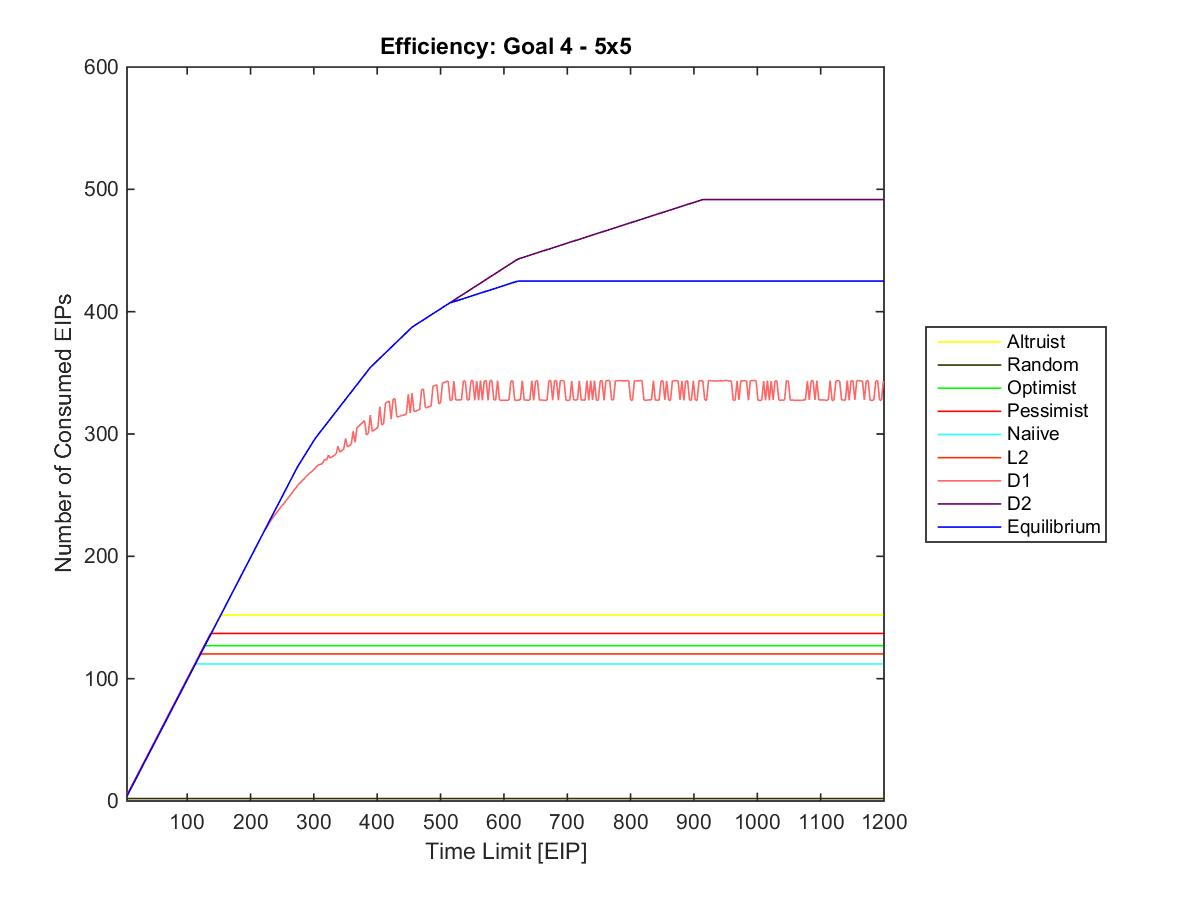 Efficiency: Goal 4 - 5x5
600
500
400
300
200
100
0
Number of Consumed EIPs
100 200 300 400 500 600 700 800 900 1000 1100 1200
Time Limit [EIP]
Altruist
Random
Optimist
Pessimist
Naiive
L2
D1
D2
Equilibrium